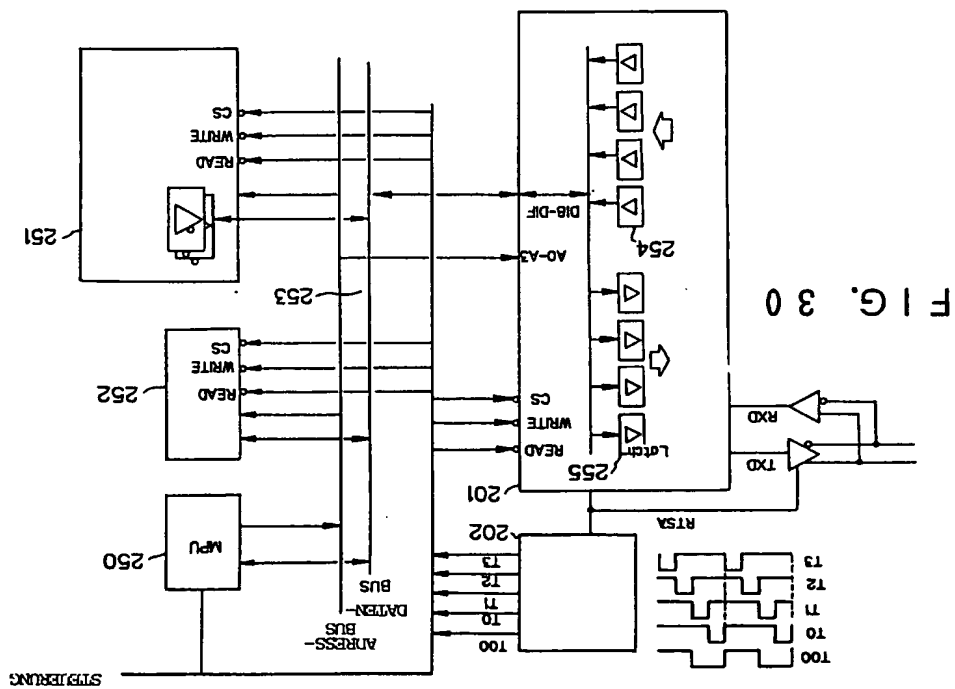 STEUERUNG
T00
T0
T1
T2
T3
T00
T0
T1
T2
T3
202
ADRESS-
BUS
DATEN-
BUS
MPU
250
RTSA
201
TXD
RXD
255
Latch
READ
WRITE
CS
READ
WRITE
CS
252
FIG. 30
253
A0-A3
254
DI8-DIF
251
READ
WRITE
CS